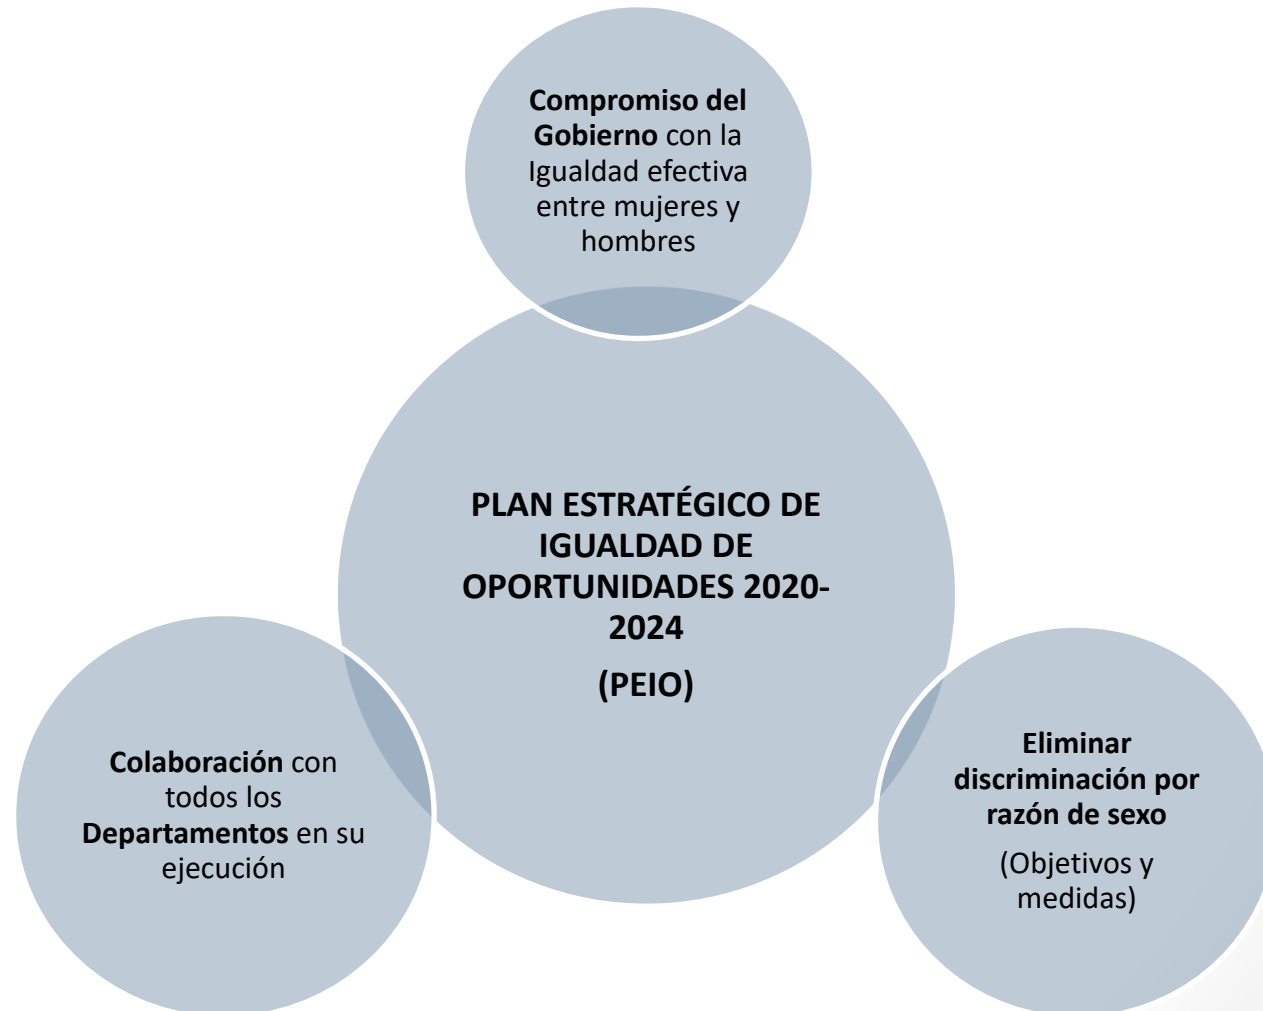 Compromiso del
Gobierno con la
Igualdad efectiva
entre mujeres y
hombres
PLAN ESTRATÉGICO DE
IGUALDAD DE
OPORTUNIDADES 2020-
2024
(PEIO)
Colaboración con
todos los
Departamentos en su
ejecución
Eliminar
discriminación por
razón de sexo
(Objetivos y
medidas)